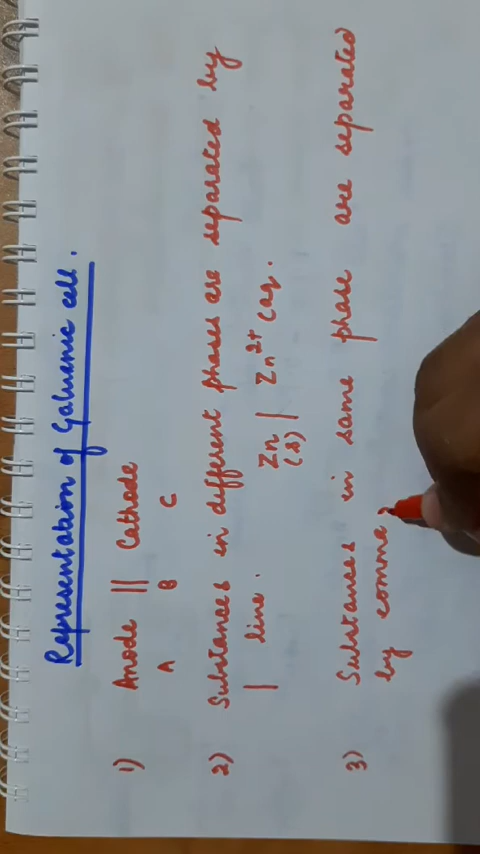 Representation of Galvanic cell.
1) Anode || Cathode
A B C
2) Substances in different phases are separated by
| line. Zn (s) | Zn2+ (aq.
3) Substances in same phase are separated
by comma